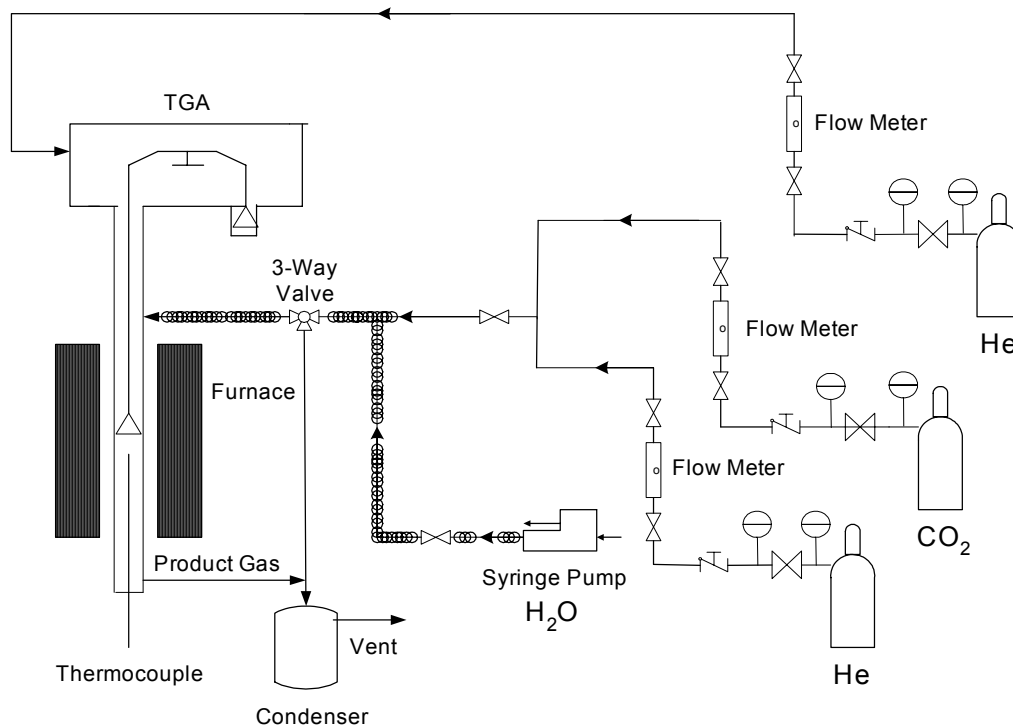 TGA
Flow Meter
3-Way
Valve
Flow Meter
He
Furnace
Flow Meter
CO₂
Product Gas
Syringe Pump
H₂O
Vent
He
Thermocouple
Condenser